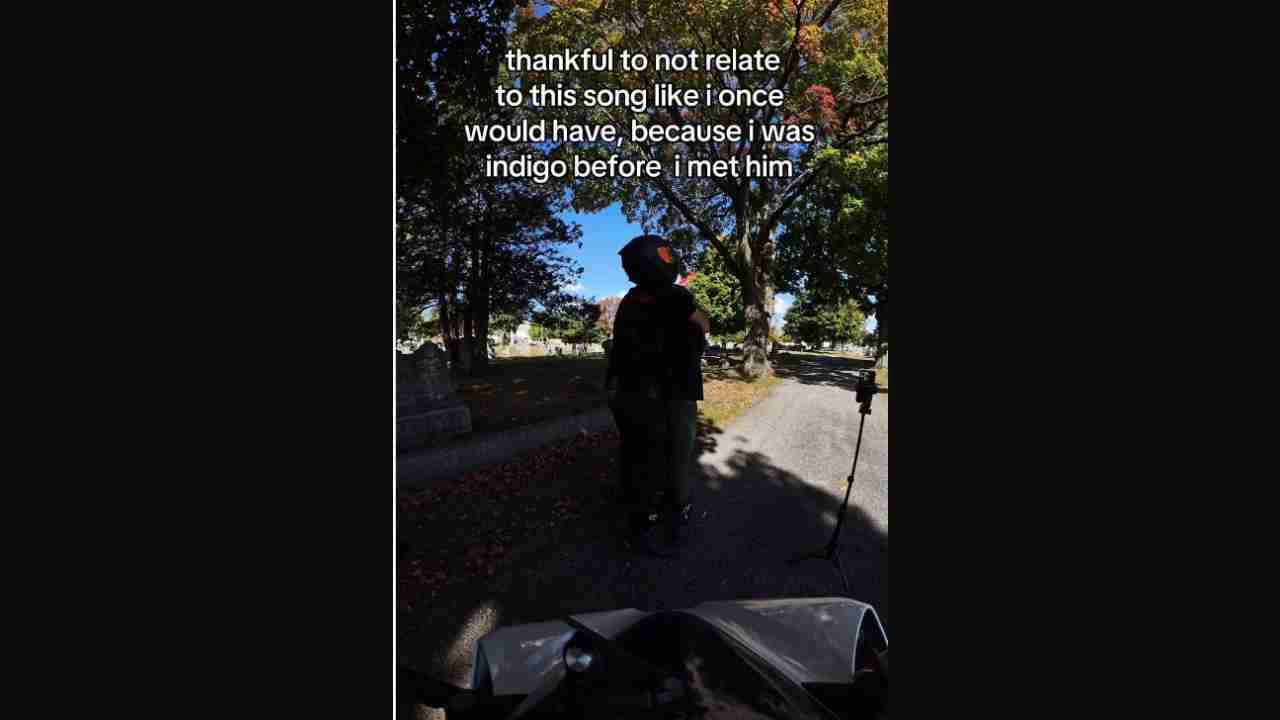 thankful to not relate
to this song like i once
would have, because i was
indigo before i met him